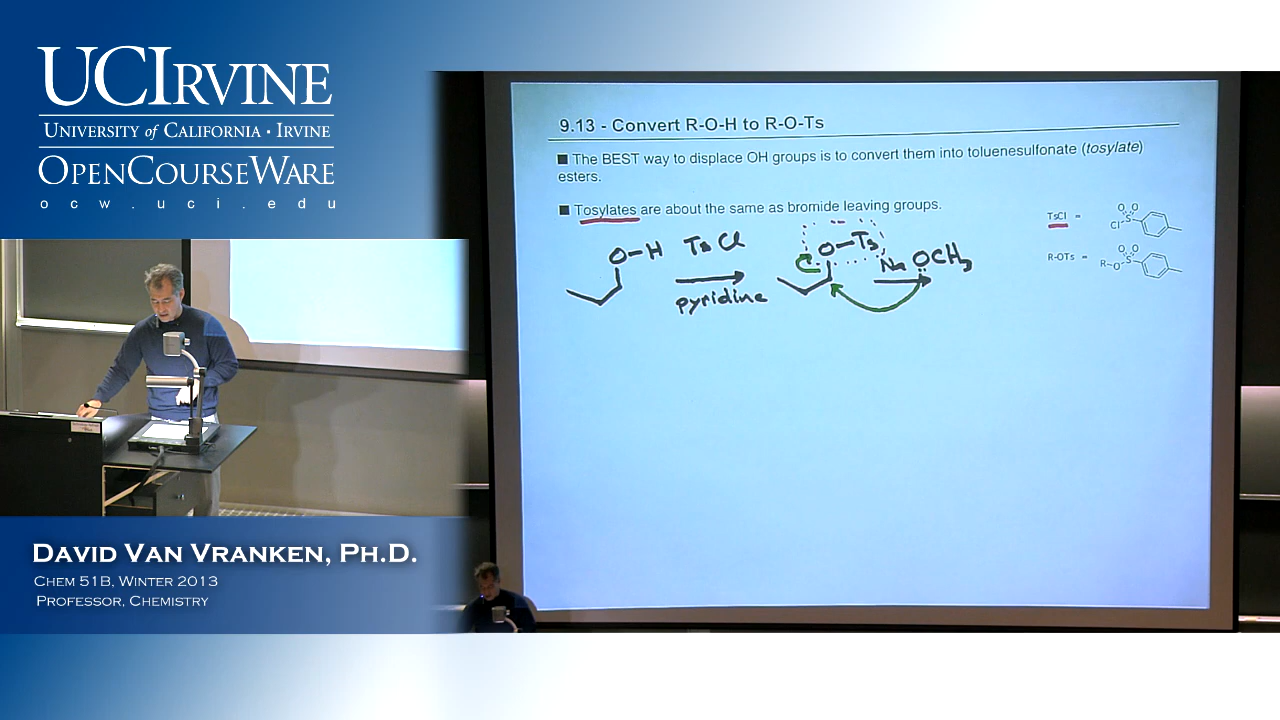 UCIRVINE
UNIVERSITY of CALIFORNIA · IRVINE
OPENCOURSEWARE
ocw.uci.edu
9.13 - Convert R-O-H to R-O-Ts
■ The BEST way to displace OH groups is to convert them into toluenesulfonate (tosylate)
esters.
■ Tosylates are about the same as bromide leaving groups.
TsCl =
Cl S O O
R-OTs =
R-O S O O
O-H TsCl
pyridine
O-Ts
Na OCH3
DAVID VAN VRANKEN, PH.D.
CHEM 51B, WINTER 2013
PROFESSOR, CHEMISTRY